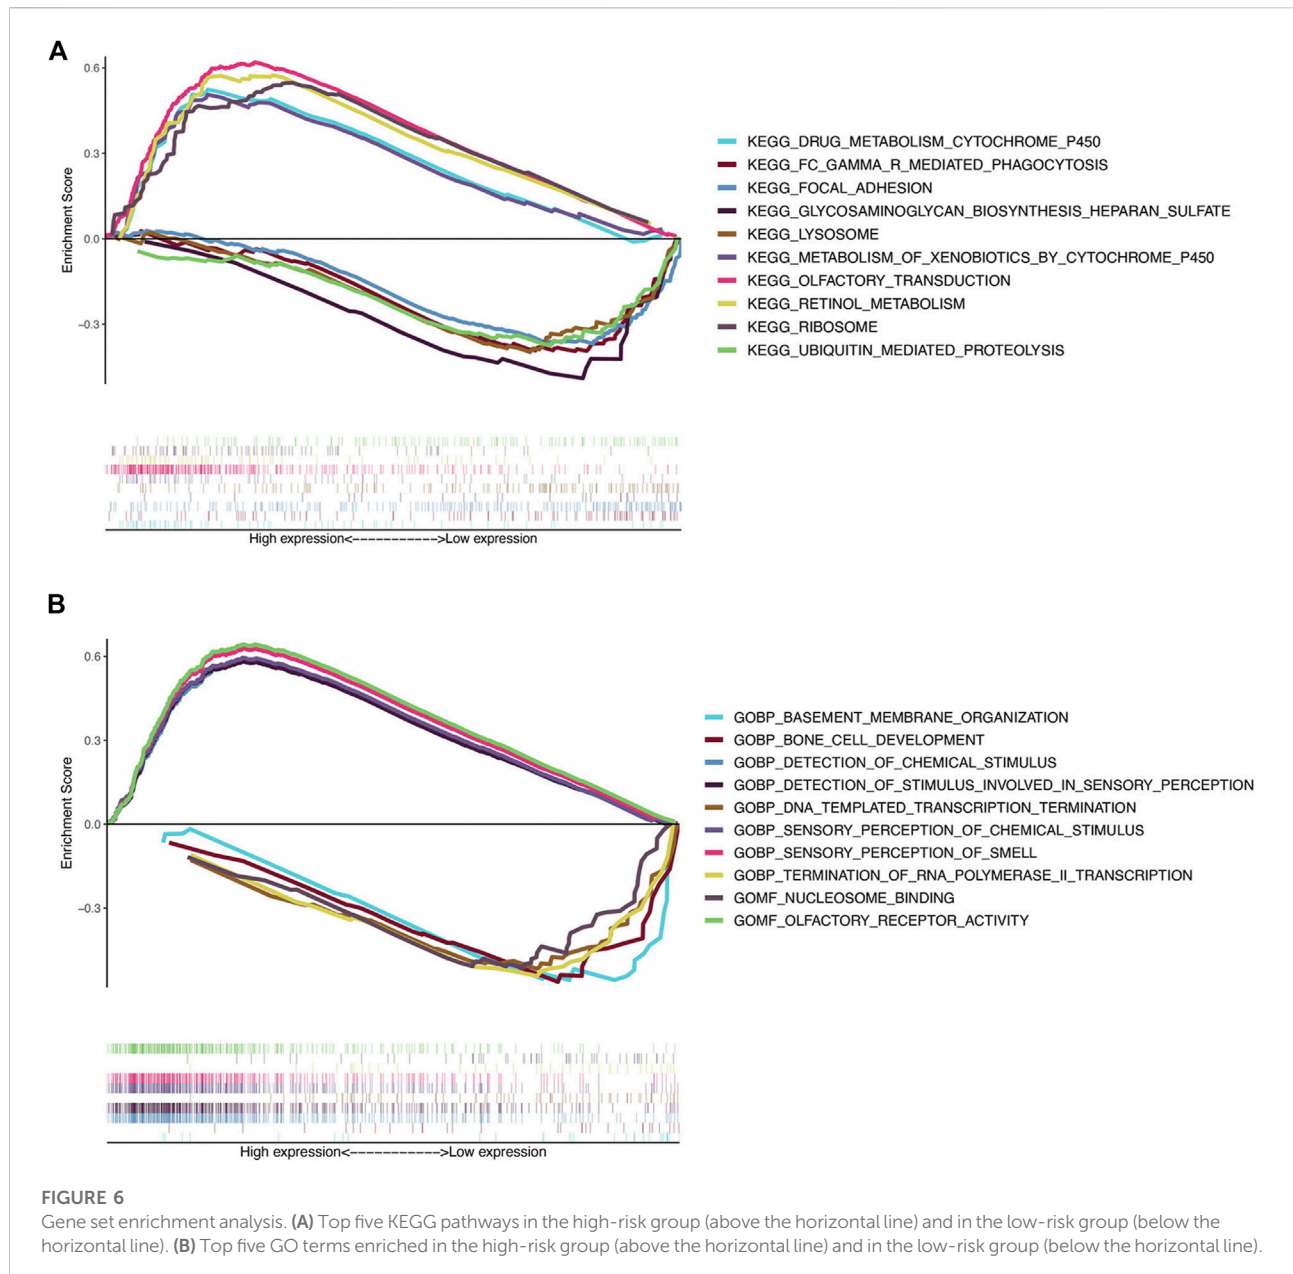 A
0.6
0.3
0.0
−0.3
Enrichment Score
KEGG_DRUG_METABOLISM_CYTOCHROME_P450
KEGG_FC_GAMMA_R_MEDIATED_PHAGOCYTOSIS
KEGG_FOCAL_ADHESION
KEGG_GLYCOSAMINOGLYCAN_BIOSYNTHESIS_HEPARAN_SULFATE
KEGG_LYSOSOME
KEGG_METABOLISM_OF_XENOBIOTICS_BY_CYTOCHROME_P450
KEGG_OLFACTORY_TRANSDUCTION
KEGG_RETINOL_METABOLISM
KEGG_RIBOSOME
KEGG_UBIQUITIN_MEDIATED_PROTEOLYSIS
High expression<----------->Low expression
B
0.6
0.3
0.0
−0.3
Enrichment Score
GOBP_BASEMENT_MEMBRANE_ORGANIZATION
GOBP_BONE_CELL_DEVELOPMENT
GOBP_DETECTION_OF_CHEMICAL_STIMULUS
GOBP_DETECTION_OF_STIMULUS_INVOLVED_IN_SENSORY_PERCEPTION
GOBP_DNA_TEMPLATED_TRANSCRIPTION_TERMINATION
GOBP_SENSORY_PERCEPTION_OF_CHEMICAL_STIMULUS
GOBP_SENSORY_PERCEPTION_OF_SMELL
GOBP_TERMINATION_OF_RNA_POLYMERASE_II_TRANSCRIPTION
GOMF_NUCLEOSOME_BINDING
GOMF_OLFACTORY_RECEPTOR_ACTIVITY
High expression<----------->Low expression
FIGURE 6
Gene set enrichment analysis. (A) Top five KEGG pathways in the high-risk group (above the horizontal line) and in the low-risk group (below the
horizontal line). (B) Top five GO terms enriched in the high-risk group (above the horizontal line) and in the low-risk group (below the horizontal line).